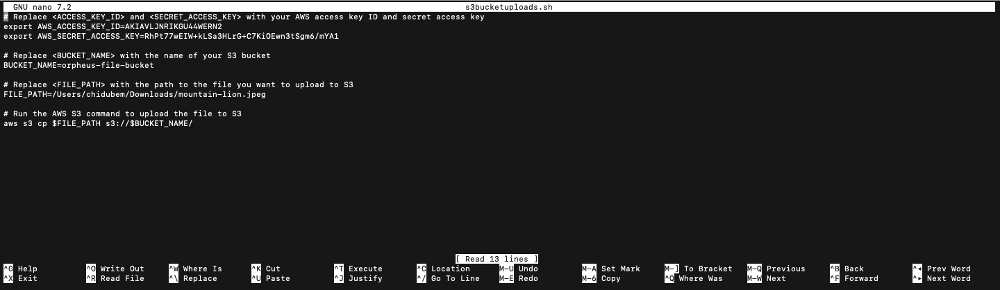 GNU nano 7.2 s3bucketuploads.sh
# Replace <ACCESS_KEY_ID> and <SECRET_ACCESS_KEY> with your AWS access key ID and secret access key
export AWS_ACCESS_KEY_ID=AKIAVLJNRIKGU44WERN2
export AWS_SECRET_ACCESS_KEY=RhPt77wEIW+kLSa3HLrG+C7KiOEwn3tSgm6/mYA1
# Replace <BUCKET_NAME> with the name of your S3 bucket
BUCKET_NAME=orpheus-file-bucket
# Replace <FILE_PATH> with the path to the file you want to upload to S3
FILE_PATH=/Users/chidubem/Downloads/mountain-lion.jpeg
# Run the AWS S3 command to upload the file to S3
aws s3 cp $FILE_PATH s3://$BUCKET_NAME/
[ Read 13 lines ]
^G Help ^O Write Out ^W Where Is ^K Cut ^T Execute ^C Location M-U Undo M-A Set Mark M-] To Bracket M-Q Previous ^B Back ^◂ Prev Word
^X Exit ^R Read File ^\ Replace ^U Paste ^J Justify ^/ Go To Line M-E Redo M-6 Copy ^Q Where Was M-W Next ^F Forward ^▸ Next Word